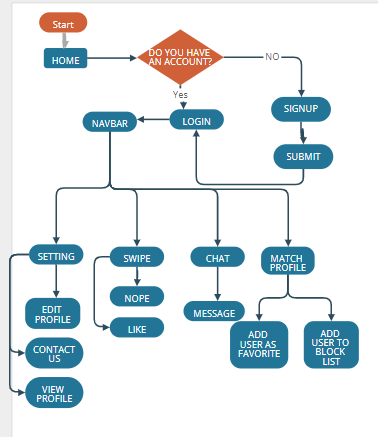 Start
HOME
DO YOU HAVE
AN ACCOUNT?
NO
Yes
SIGNUP
NAVBAR
LOGIN
SUBMIT
SETTING
SWIPE
CHAT
MATCH
PROFILE
NOPE
EDIT
PROFILE
MESSAGE
LIKE
ADD
USER AS
FAVORITE
ADD
USER TO
BLOCK
LIST
CONTACT
US
VIEW
PROFILE